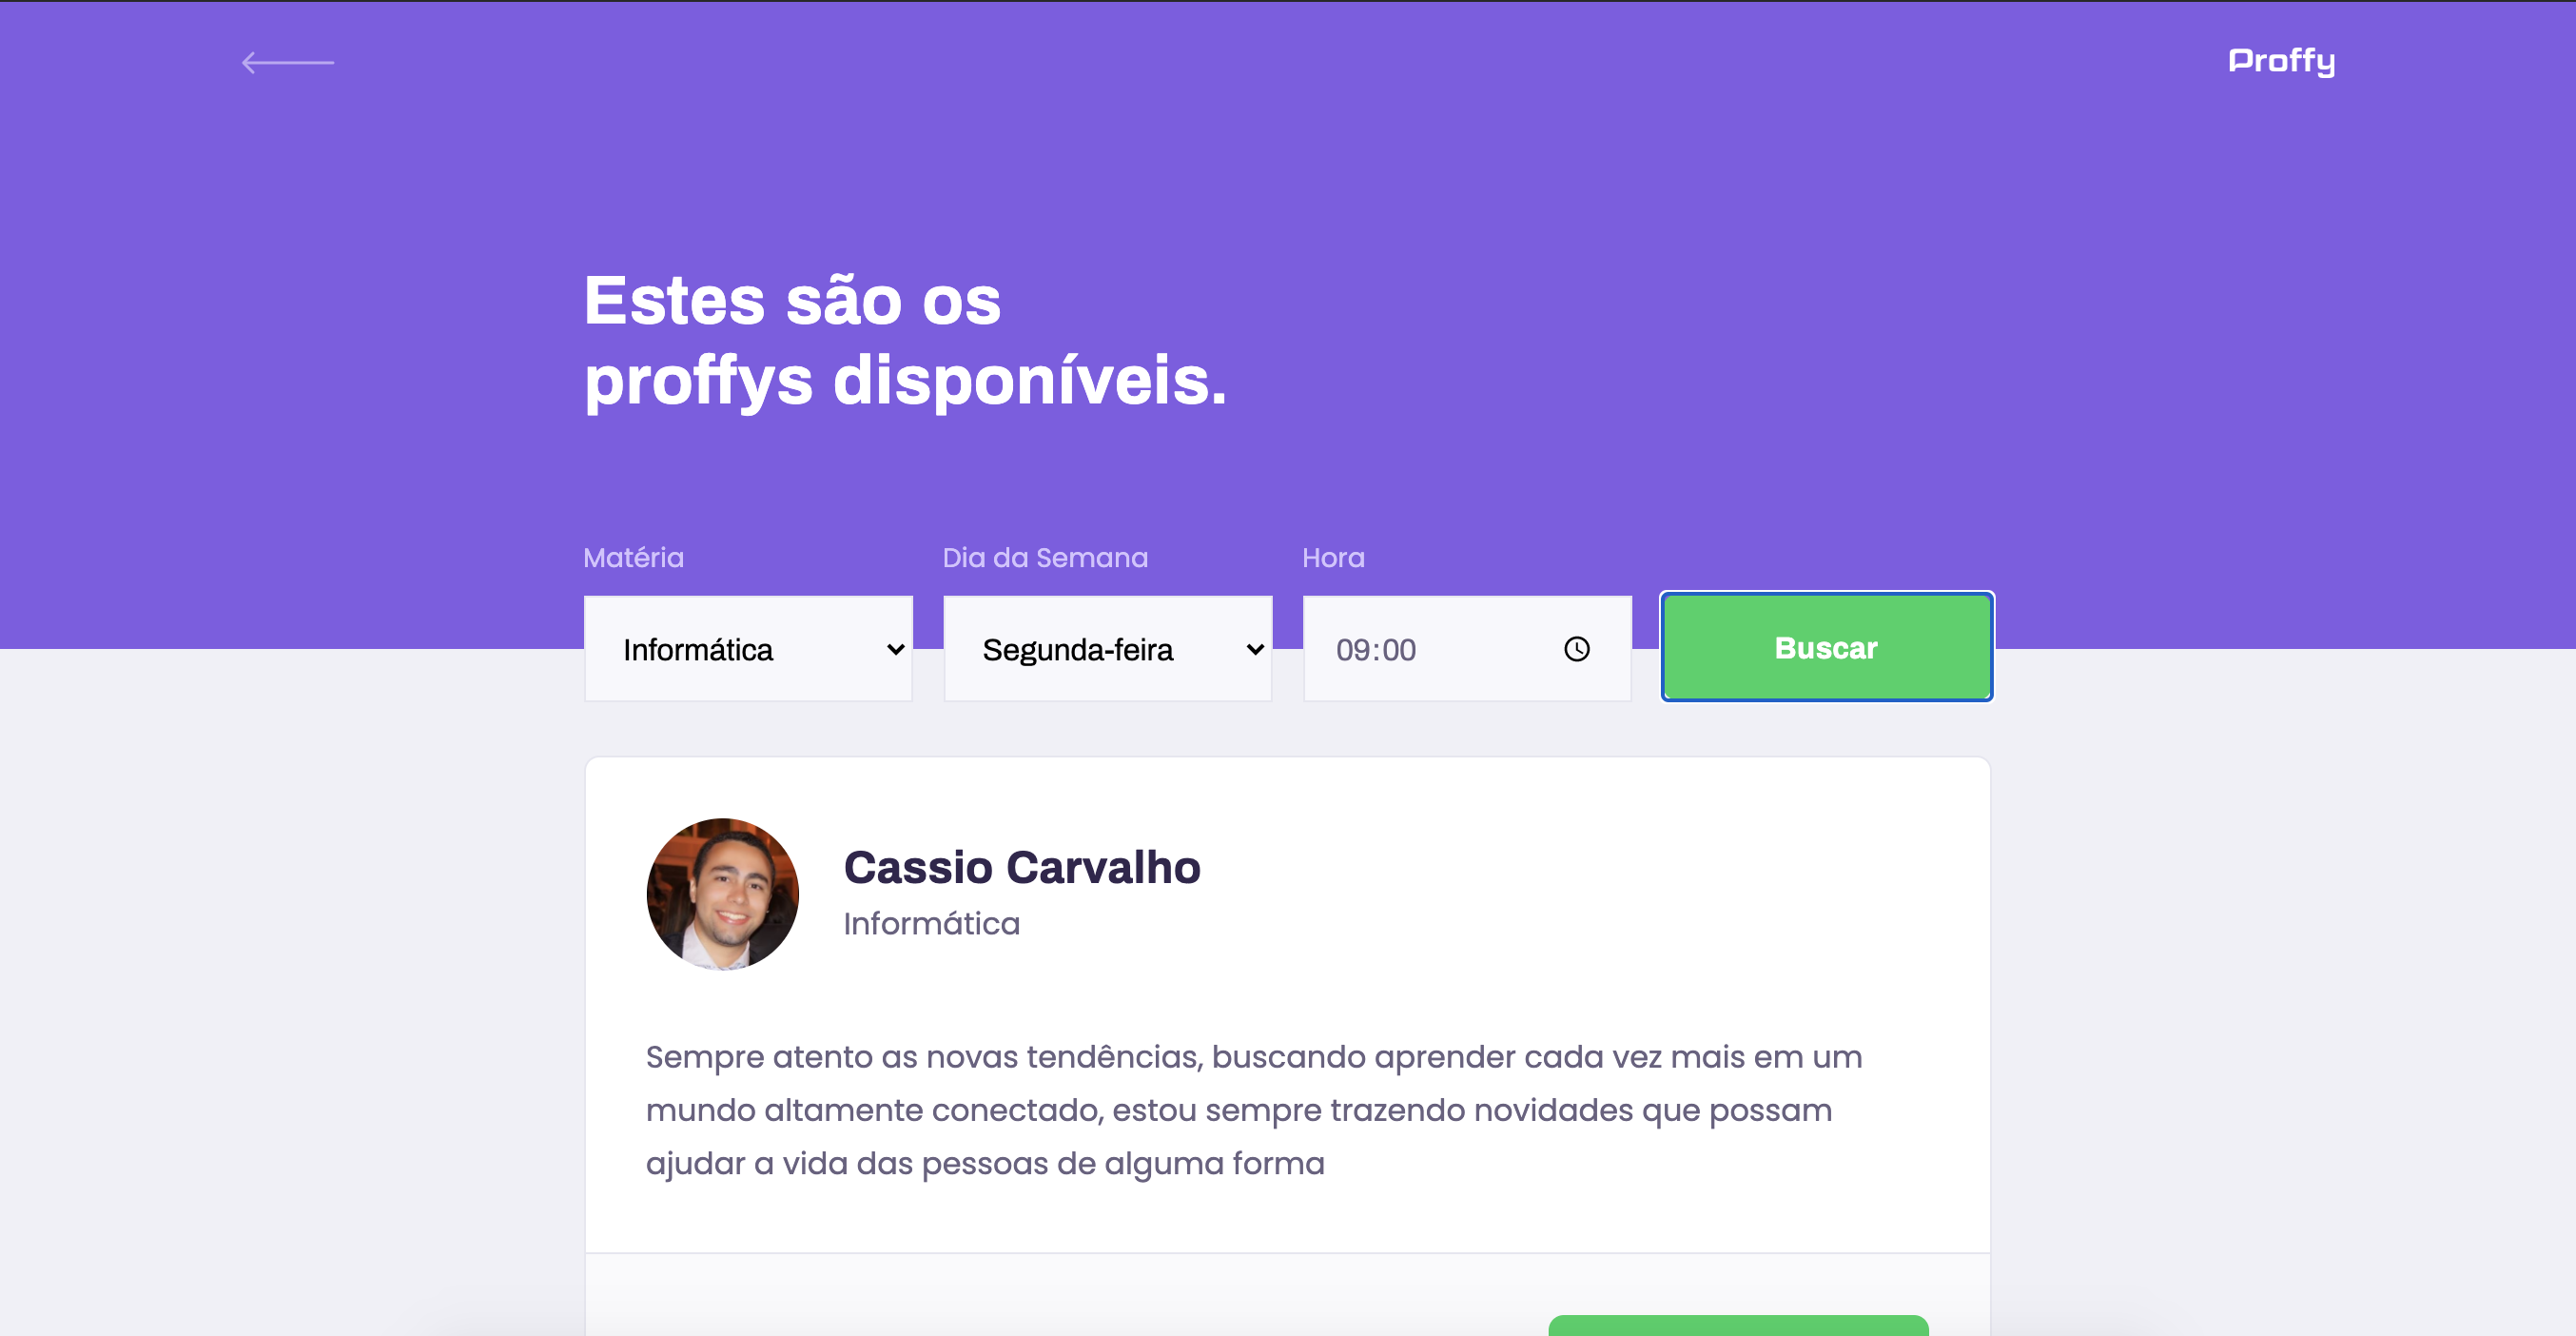 Proffy
Estes são os
proffys disponíveis.
Matéria
Dia da Semana
Hora
Informática
Segunda-feira
09:00
Buscar
Cassio Carvalho
Informática
Sempre atento as novas tendências, buscando aprender cada vez mais em um
mundo altamente conectado, estou sempre trazendo novidades que possam
ajudar a vida das pessoas de alguma forma